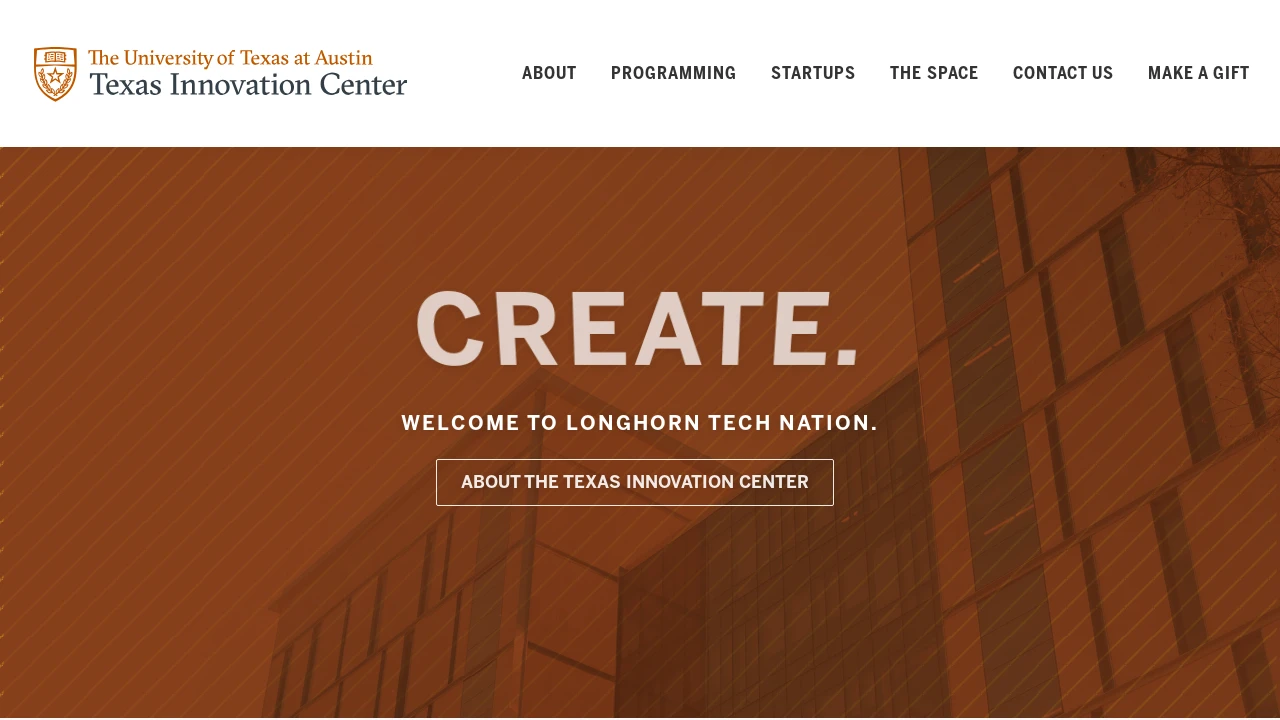 The University of Texas at Austin
Texas Innovation Center
ABOUT
PROGRAMMING
STARTUPS
THE SPACE
CONTACT US
MAKE A GIFT
CREATE.
WELCOME TO LONGHORN TECH NATION.
ABOUT THE TEXAS INNOVATION CENTER